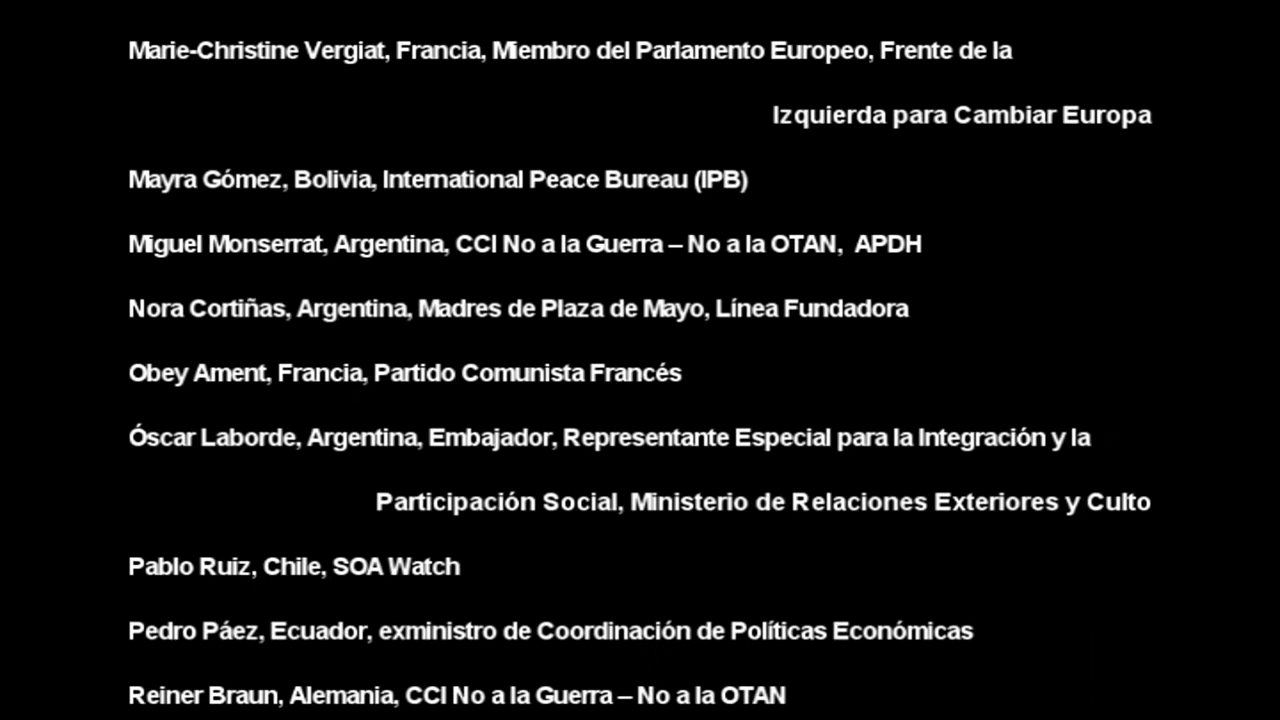 Marie-Christine Vergiat, Francia, Miembro del Parlamento Europeo, Frente de la
Izquierda para Cambiar Europa
Mayra Gómez, Bolivia, International Peace Bureau (IPB)
Miguel Monserrat, Argentina, CCI No a la Guerra – No a la OTAN, APDH
Nora Cortiñas, Argentina, Madres de Plaza de Mayo, Línea Fundadora
Obey Ament, Francia, Partido Comunista Francés
Óscar Laborde, Argentina, Embajador, Representante Especial para la Integración y la
Participación Social, Ministerio de Relaciones Exteriores y Culto
Pablo Ruiz, Chile, SOA Watch
Pedro Páez, Ecuador, exministro de Coordinación de Políticas Económicas
Reiner Braun, Alemania, CCI No a la Guerra – No a la OTAN